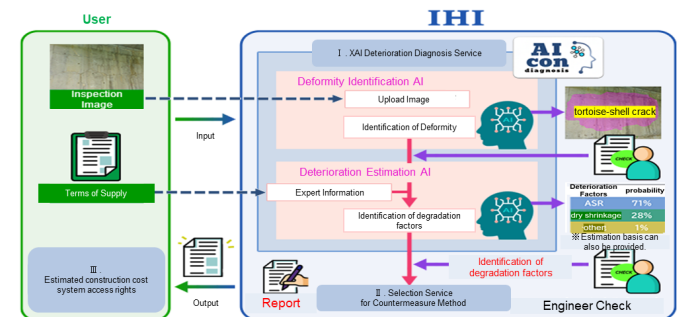 User
IHI
Ⅰ. XAI Deterioration Diagnosis Service
AI
con
diagnosis
Deformity Identification AI
Upload Image
Inspection
Image
AI
tortoise-shell crack
Input
Identification of Deformity
CHECK
Deterioration Estimation AI
Terms of Supply
Expert Information
AI
Deterioration
Factors
probability
ASR
71%
dry shrinkage
28%
other
1%
※Estimation basis can
also be provided.
Identification of degradation
factors
Ⅲ.
Estimated construction cost
system access rights
Identification of
degradation factors
CHECK
Output
Report
Ⅱ. Selection Service
for Countermeasure Method
Engineer Check